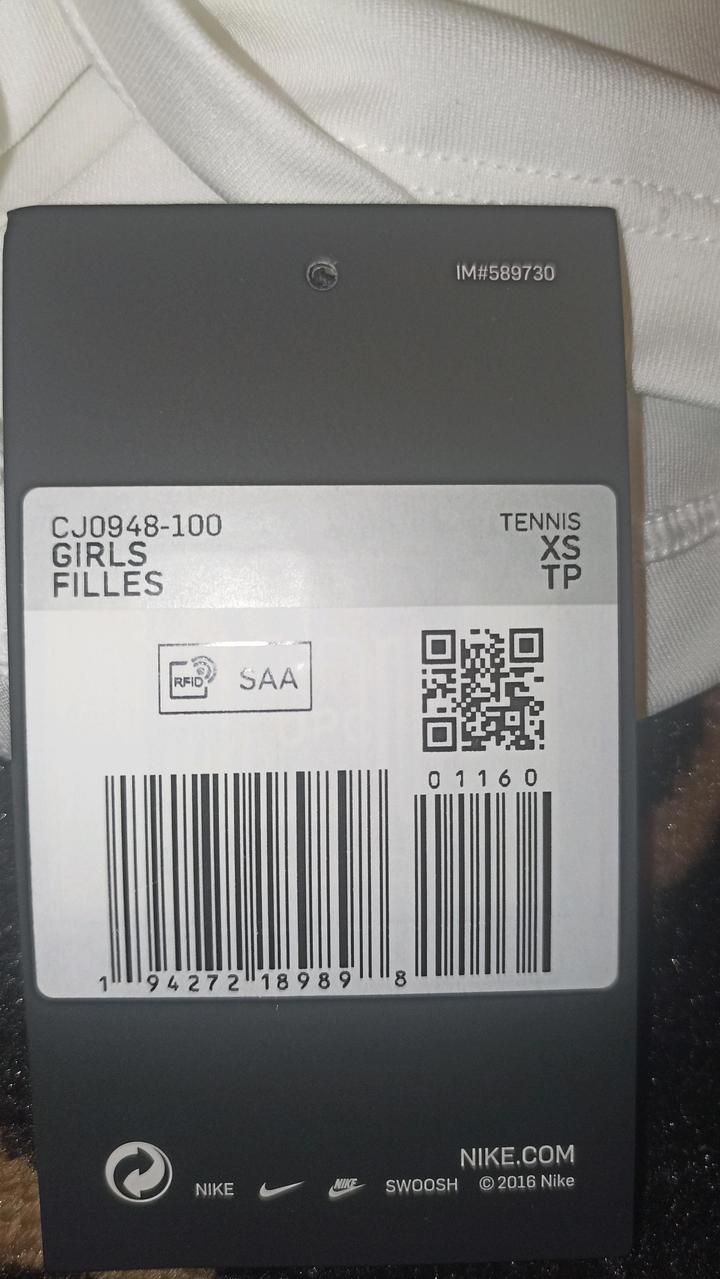 IM#589730
CJ0948-100
GIRLS
FILLES
TENNIS
XS
TP
RFID SAA
01160
1 94272 18989 8
NIKE.COM
NIKE NIKE SWOOSH © 2016 Nike